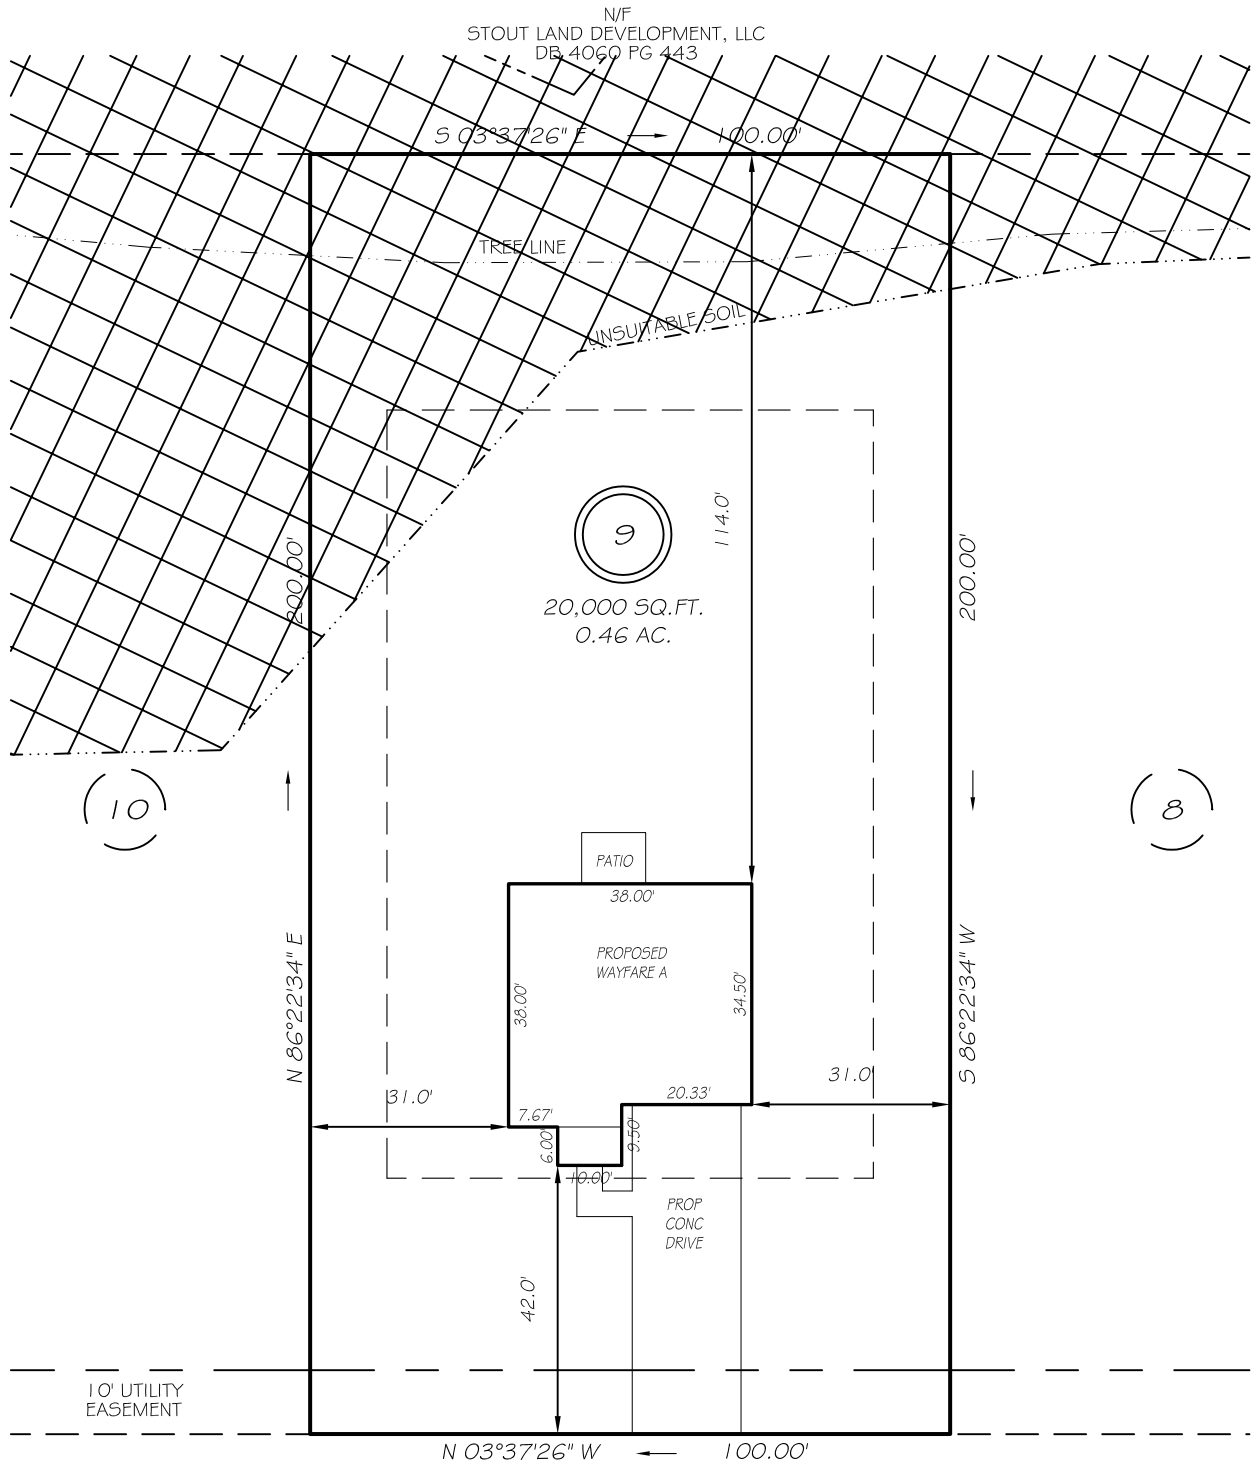 N/F
STOUT LAND DEVELOPMENT, LLC
DB 4060 PG 443
S 03°37'26" E
100.00'
TREE LINE
UNSUITABLE SOIL
200.00'
114.0'
200.00'
9
20,000 SQ.FT.
0.46 AC.
10
8
PATIO
38.00'
PROPOSED
WAYFARE A
38.00'
34.50'
N 86°22'34" E
S 86°22'34" W
31.0'
31.0'
20.33'
7.67'
6.00'
9.50'
10.00'
PROP
CONC
DRIVE
42.0'
10' UTILITY
EASEMENT
N 03°37'26" W
100.00'